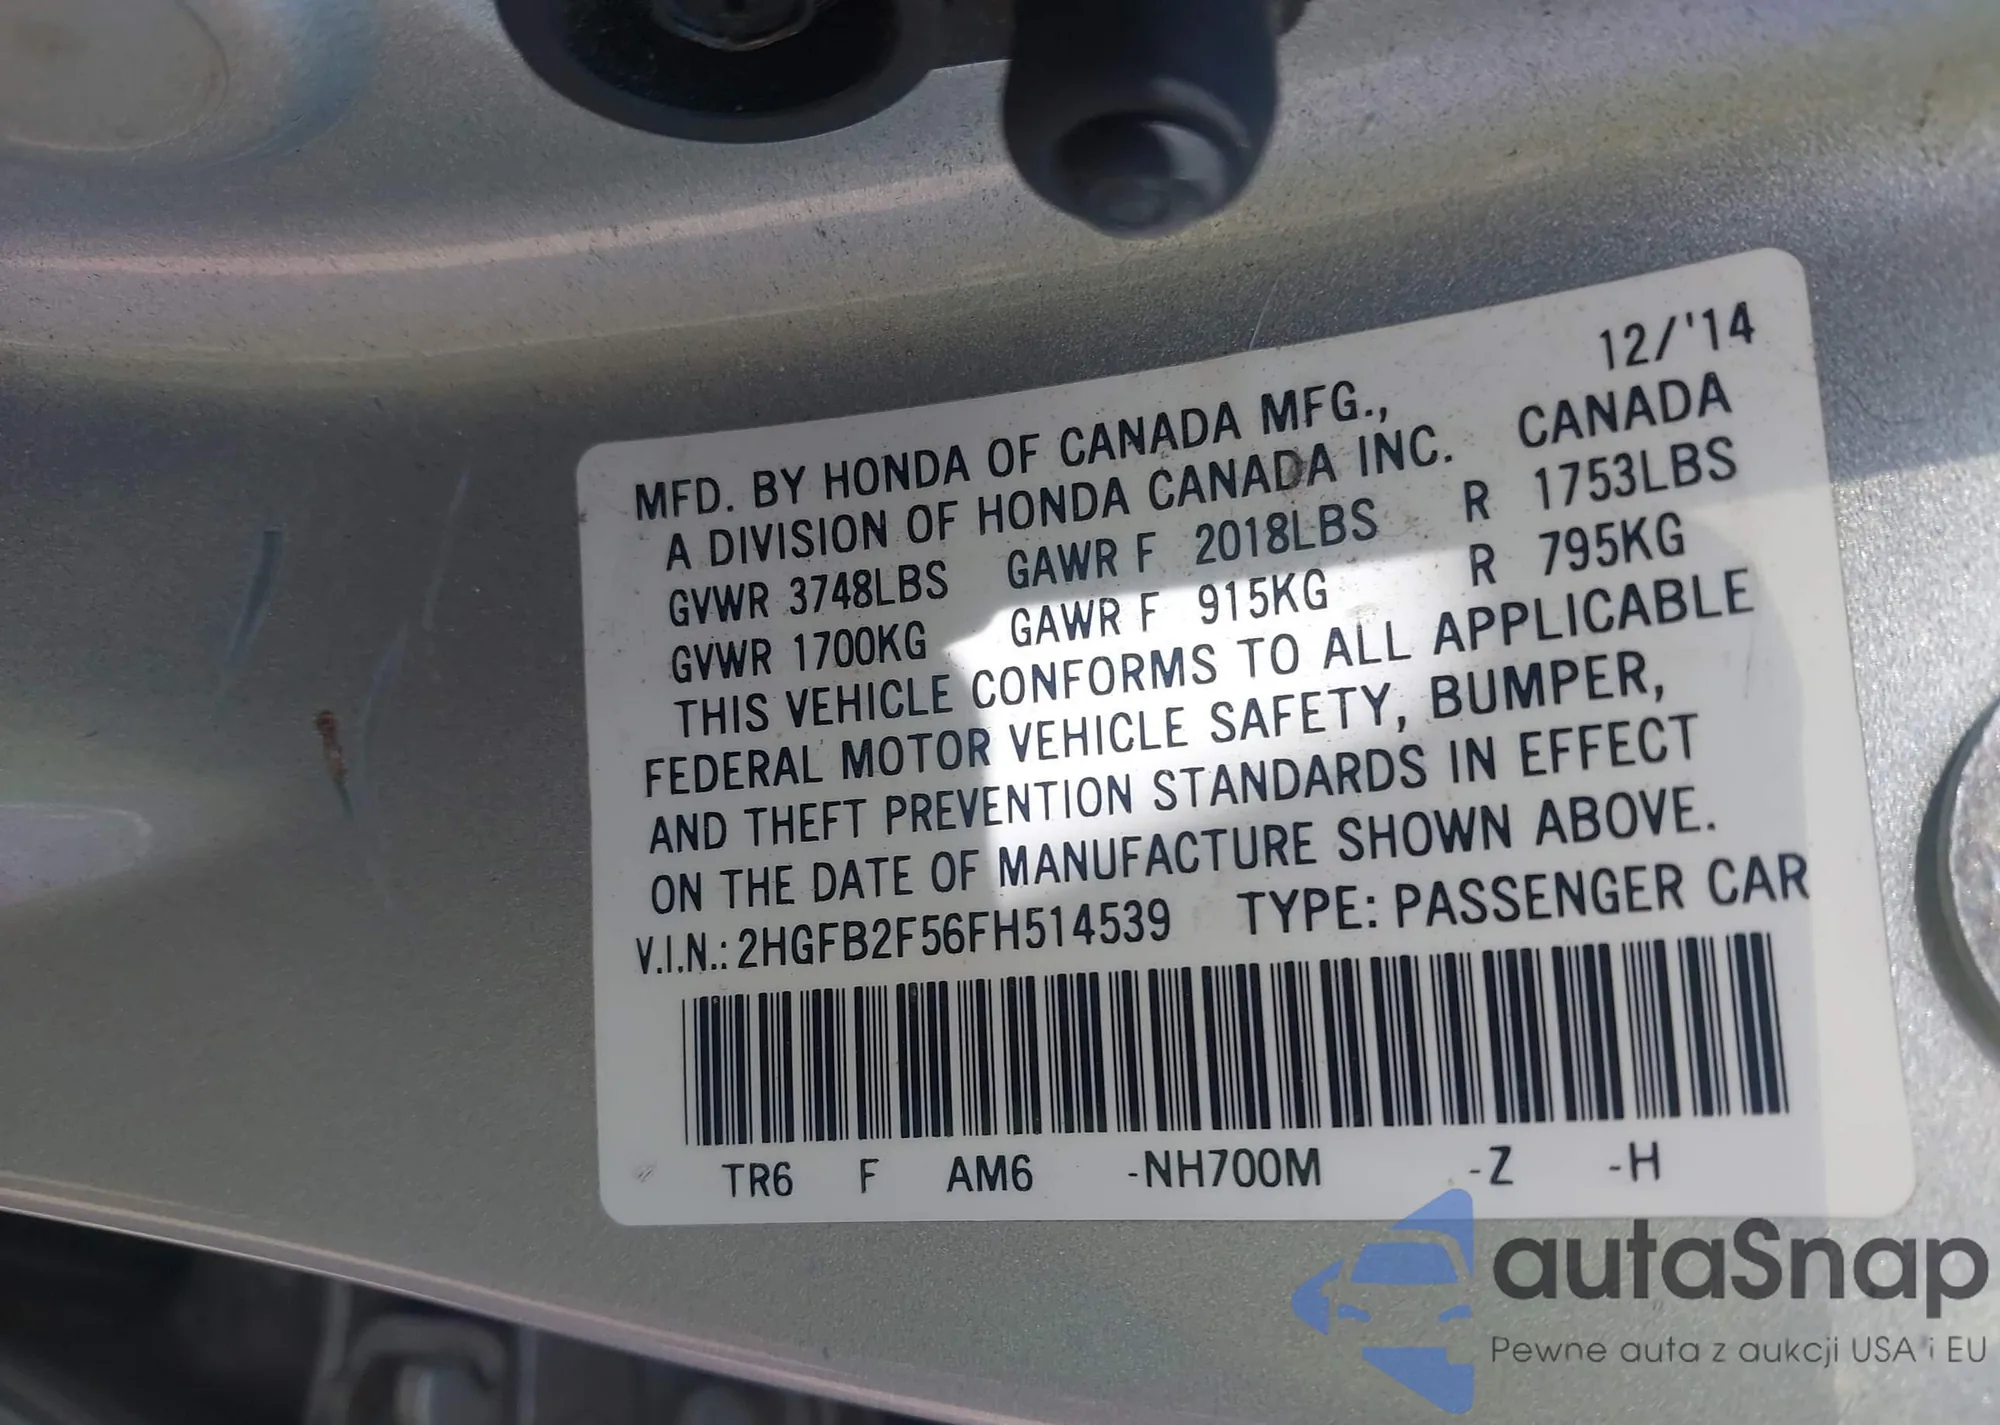 12/'14
MFD. BY HONDA OF CANADA MFG.,
A DIVISION OF HONDA CANADA INC. CANADA
GVWR 3748LBS GAWR F 2018LBS R 1753LBS
GVWR 1700KG GAWR F 915KG R 795KG
THIS VEHICLE CONFORMS TO ALL APPLICABLE
FEDERAL MOTOR VEHICLE SAFETY, BUMPER,
AND THEFT PREVENTION STANDARDS IN EFFECT
ON THE DATE OF MANUFACTURE SHOWN ABOVE.
V.I.N.: 2HGFB2F56FH514539 TYPE: PASSENGER CAR
TR6 F AM6 -NH700M -Z -H
autaSnap
Pewne auta z aukcji USA i EU